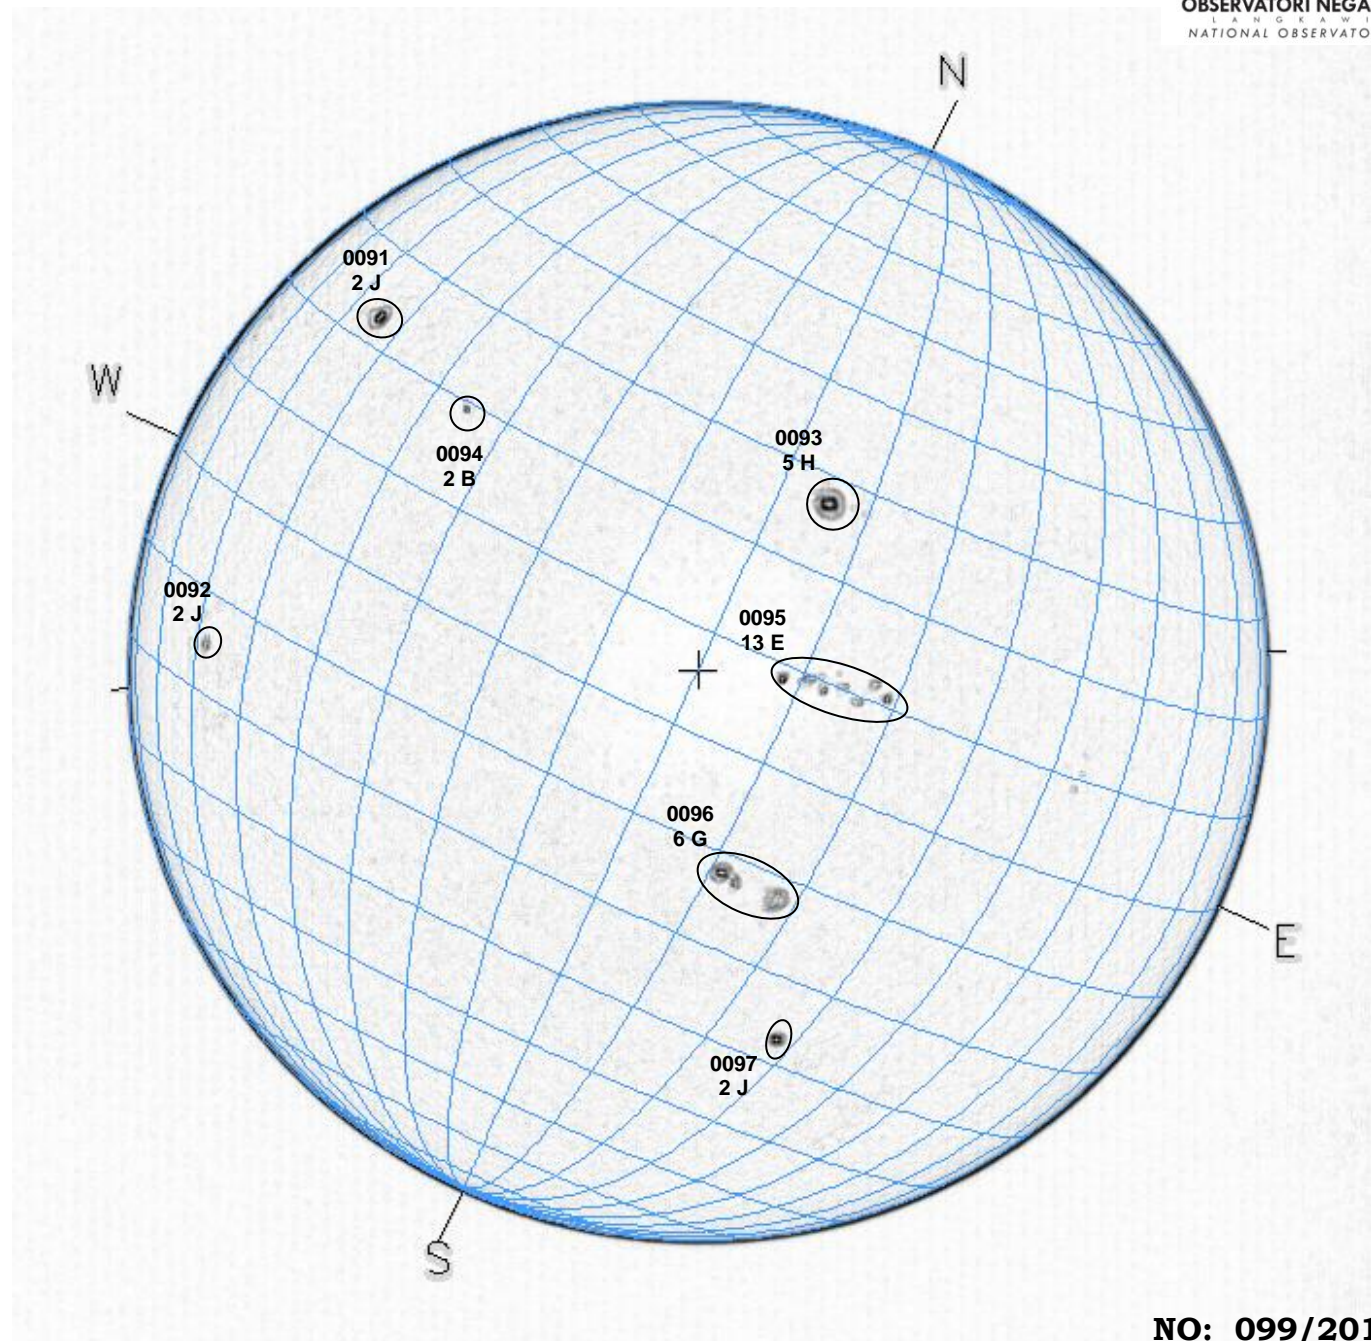 OBSERVATORI NEGA
L A N G K A W I
NATIONAL OBSERVATO
N
0091
2 J
W
0094
2 B
0093
5 H
0092
2 J
0095
13 E
0096
6 G
E
0097
2 J
S
NO: 099/201